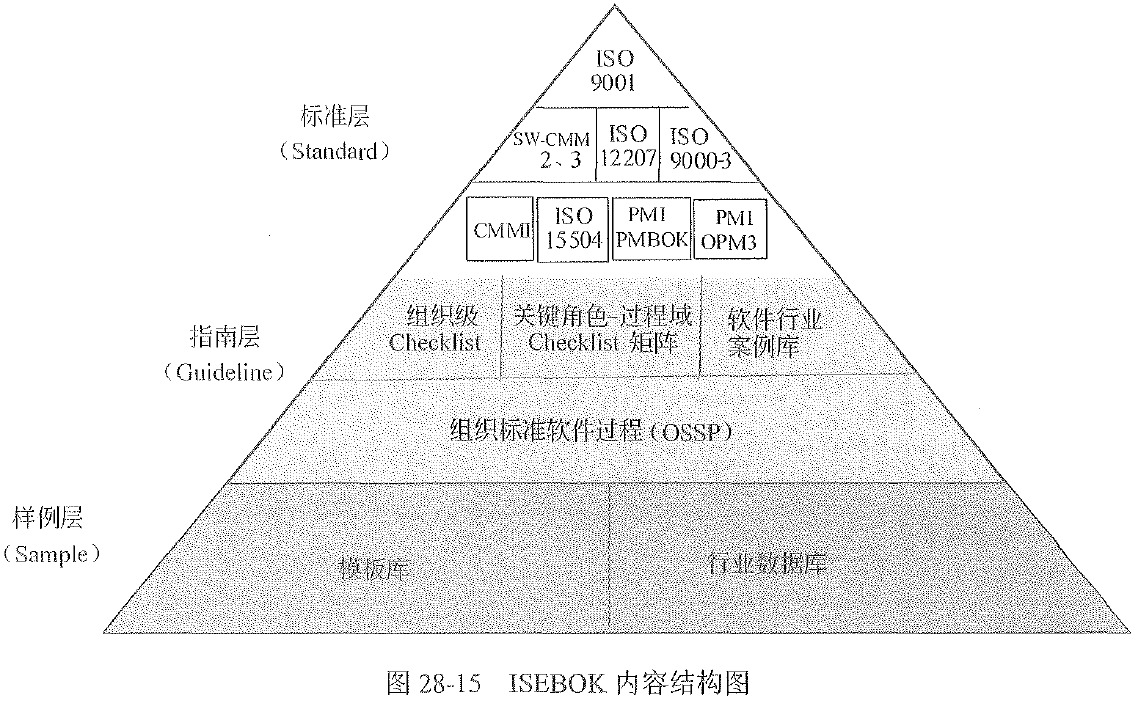 ISO
9001
标准层
(Standard)
SW-CMM
2、3
ISO
12207
ISO
9000-3
CMMI
ISO
15504
PMI
PMBOK
PMI
OPM3
指南层
(Guideline)
组织级
Checklist
关键角色-过程域
Checklist 矩阵
软件行业
案例库
组织标准软件过程(OSSP)
样例层
(Sample)
模板库
行业数据库
图 28-15 ISEBOK 内容结构图